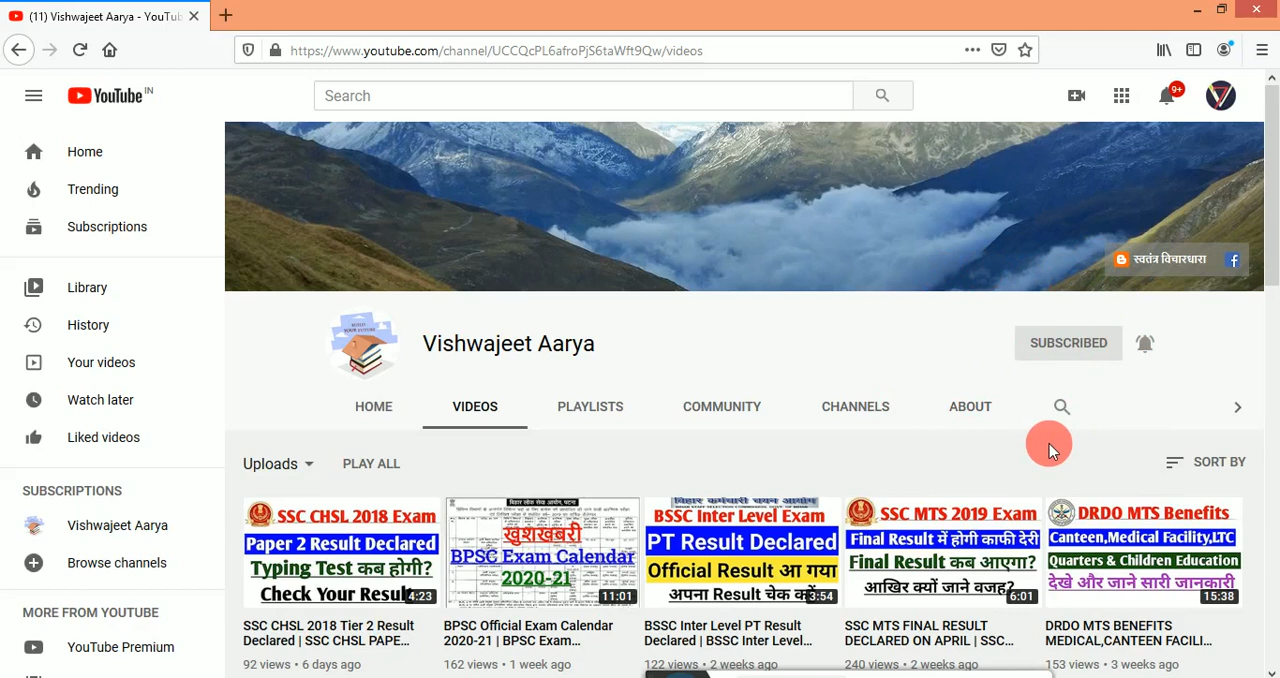 (11) Vishwajeet Aarya - YouTub
https://www.youtube.com/channel/UCCQcPL6afroPjS6taWft9Qw/videos
YouTube IN
Search
9+
Home
Trending
Subscriptions
Library
History
Your videos
Watch later
Liked videos
SUBSCRIPTIONS
Vishwajeet Aarya
Browse channels
MORE FROM YOUTUBE
YouTube Premium
स्वतंत्र विचारधारा
Vishwajeet Aarya
SUBSCRIBED
HOME VIDEOS PLAYLISTS COMMUNITY CHANNELS ABOUT
Uploads PLAY ALL SORT BY
SSC CHSL 2018 Exam
Paper 2 Result Declared
Typing Test कब होगी?
Check Your Result
4:23
SSC CHSL 2018 Tier 2 Result
Declared | SSC CHSL PAPE...
92 views • 6 days ago
बिहार लोक सेवा आयोग, पटना
खुशखबरी
BPSC Exam Calendar
2020-21
11:01
BPSC Official Exam Calendar
2020-21 | BPSC Exam...
162 views • 1 week ago
बिहार कर्मचारी चयन आयोग
BSSC Inter Level Exam
PT Result Declared
Official Result आ गया
अपना Result चेक करें
3:54
BSSC Inter Level PT Result
Declared | BSSC Inter Level...
122 views • 2 weeks ago
SSC MTS 2019 Exam
Final Result में होगी काफी देरी
Final Result कब आएगा?
आखिर क्यों जाने वजह?
6:01
SSC MTS FINAL RESULT
DECLARED ON APRIL | SSC...
240 views • 2 weeks ago
DRDO MTS Benefits
Canteen,Medical Facility,LTC
Quarters & Children Education
देखे और जाने सारी जानकारी
15:38
DRDO MTS BENEFITS
MEDICAL,CANTEEN FACILI...
153 views • 3 weeks ago